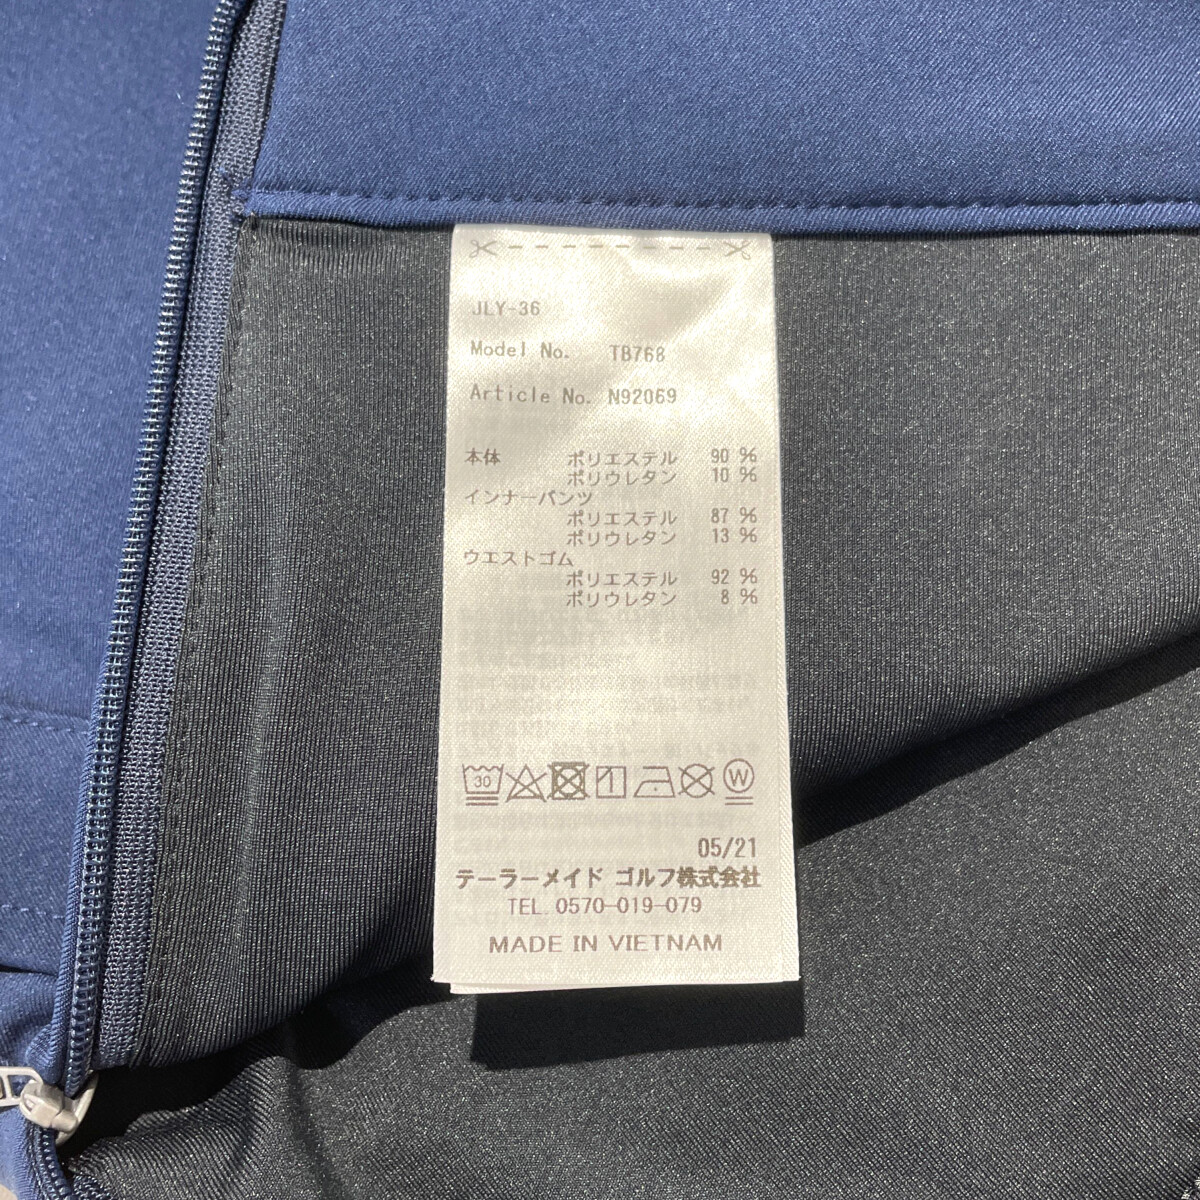 JLY-36
Model No. TB768
Article No. N92069
本体 ポリエステル 90 %
ポリウレタン 10 %
インナーパンツ
ポリエステル 87 %
ポリウレタン 13 %
ウエストゴム
ポリエステル 92 %
ポリウレタン 8 %
30 W
05/21
テーラーメイド ゴルフ株式会社
TEL. 0570-019-079
MADE IN VIETNAM